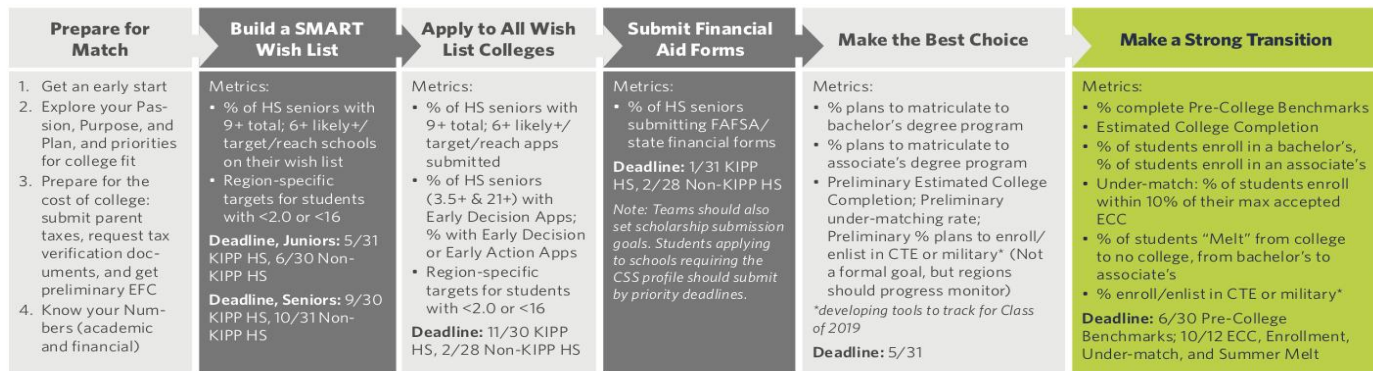 Prepare for
Match
1. Get an early start
2. Explore your Pas-
sion, Purpose, and
Plan, and priorities
for college fit
3. Prepare for the
cost of college:
submit parent
taxes, request tax
verification doc-
uments, and get
preliminary EFC
4. Know your Num-
bers (academic
and financial)
Build a SMART
Wish List
Metrics:
• % of HS seniors with
9+ total; 6+ likely+/
target/reach schools
on their wish list
• Region-specific
targets for students
with <2.0 or <16
Deadline, Juniors: 5/31
KIPP HS, 6/30 Non-
KIPP HS
Deadline, Seniors: 9/30
KIPP HS, 10/31 Non-
KIPP HS
Apply to All Wish
List Colleges
Metrics:
• % of HS seniors with
9+ total; 6+ likely+/
target/reach apps
submitted
• % of HS seniors
(3.5+ & 21+) with
Early Decision Apps;
% with Early Decision
or Early Action Apps
• Region-specific
targets for students
with <2.0 or <16
Deadline: 11/30 KIPP
HS, 2/28 Non-KIPP HS
Submit Financial
Aid Forms
Metrics:
• % of HS seniors
submitting FAFSA/
state financial forms
Deadline: 1/31 KIPP
HS, 2/28 Non-KIPP HS
Note: Teams should also
set scholarship submission
goals. Students applying
to schools requiring the
CSS profile should submit
by priority deadlines.
Make the Best Choice
Metrics:
• % plans to matriculate to
bachelor's degree program
• % plans to matriculate to
associate's degree program
• Preliminary Estimated College
Completion; Preliminary
under-matching rate;
Preliminary % plans to enroll/
enlist in CTE or military* (Not
a formal goal, but regions
should progress monitor)
*developing tools to track for Class
of 2019
Deadline: 5/31
Make a Strong Transition
Metrics:
• % complete Pre-College Benchmarks
• Estimated College Completion
• % of students enroll in a bachelor's,
% of students enroll in an associate's
• Under-match: % of students enroll
within 10% of their max accepted
ECC
• % of students "Melt" from college
to no college, from bachelor's to
associate's
• % enroll/enlist in CTE or military*
Deadline: 6/30 Pre-College
Benchmarks; 10/12 ECC, Enrollment,
Under-match, and Summer Melt